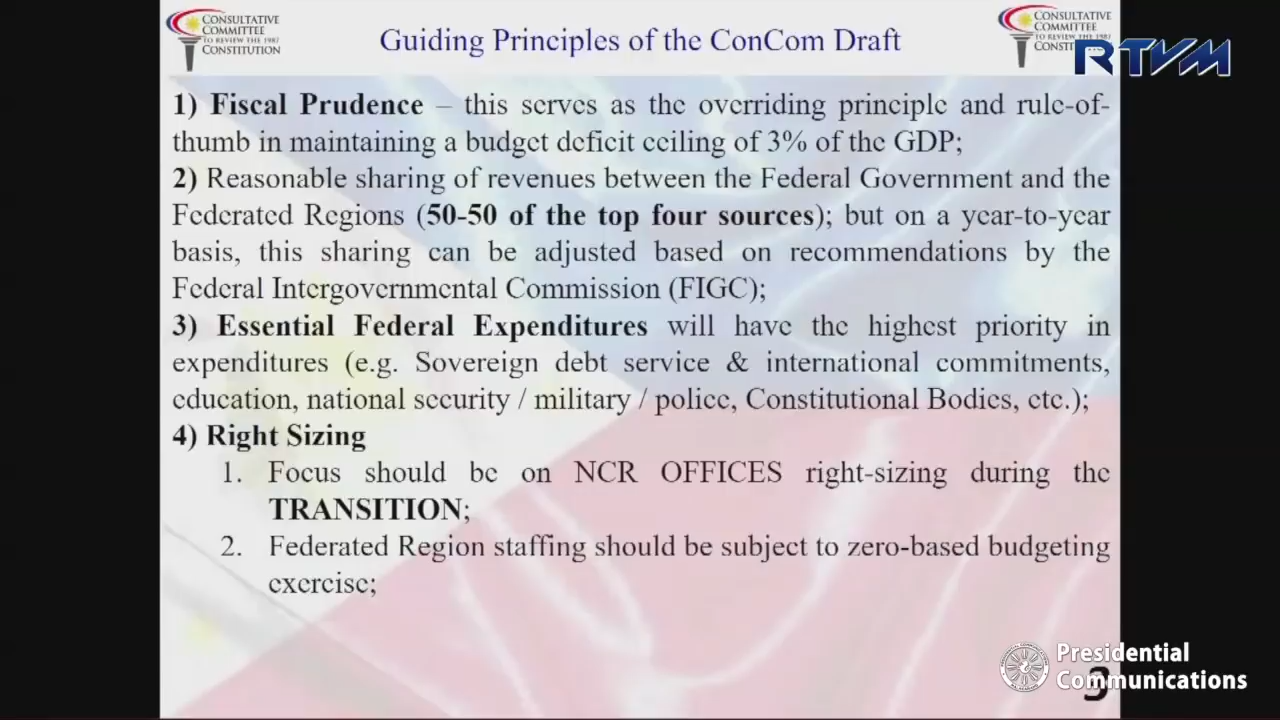 CONSULTATIVE
COMMITTEE
TO REVIEW THE 1987
CONSTITUTION
Guiding Principles of the ConCom Draft
CONSULTATIVE
COMMITTEE
TO REVIEW THE 1987
RTVM
1) Fiscal Prudence – this serves as the overriding principle and rule-of-
thumb in maintaining a budget deficit ceiling of 3% of the GDP;
2) Reasonable sharing of revenues between the Federal Government and the
Federated Regions (50-50 of the top four sources); but on a year-to-year
basis, this sharing can be adjusted based on recommendations by the
Federal Intergovernmental Commission (FIGC);
3) Essential Federal Expenditures will have the highest priority in
expenditures (e.g. Sovereign debt service & international commitments,
education, national security / military / police, Constitutional Bodies, etc.);
4) Right Sizing
1. Focus should be on NCR OFFICES right-sizing during the
TRANSITION;
2. Federated Region staffing should be subject to zero-based budgeting
exercise;
Presidential
Communications
3